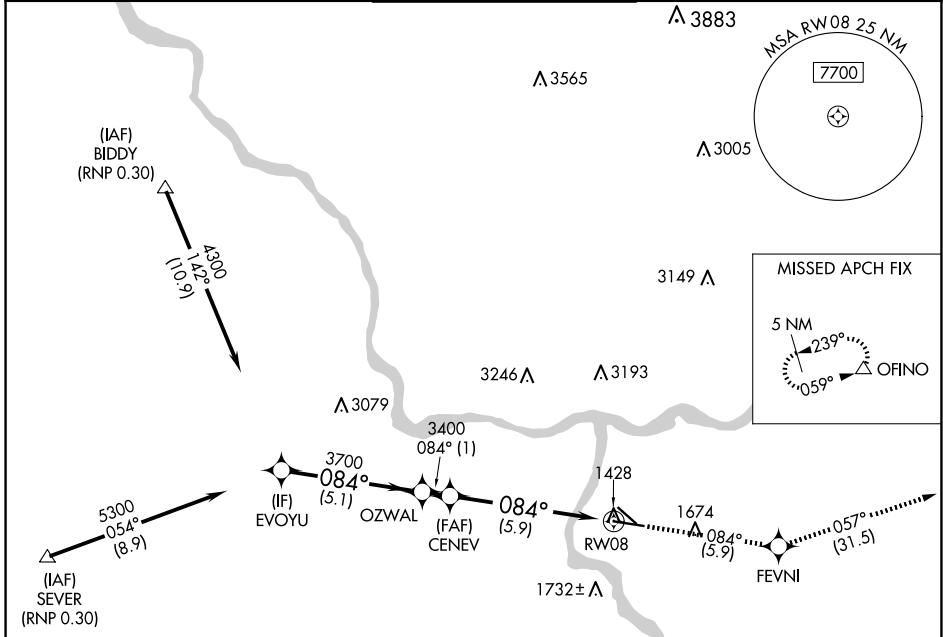 3883
MSA RW08 25 NM
7700
3565
3005
(IAF)
BIDDY
(RNP 0.30)
4300
142°
(10.9)
3149
MISSED APCH FIX
5 NM
239°
059°
OFINO
3246
3193
3079
3400
084° (1)
3700
084°
(5.1)
(IF)
EVOYU
OZWAL
(FAF)
CENEV
084°
(5.9)
1428
RW08
1674
084°
(5.9)
FEVNI
057°
(31.5)
5300
054°
(8.9)
(IAF)
SEVER
(RNP 0.30)
1732±